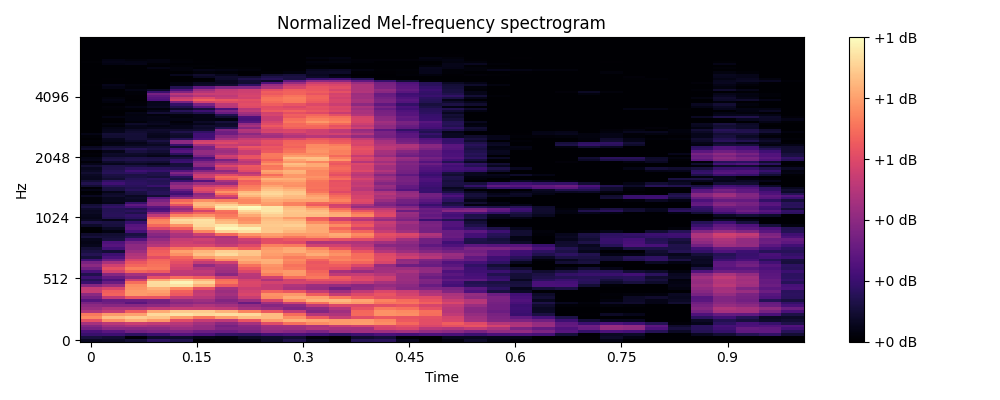 Normalized Mel-frequency spectrogram
4096
2048
1024
512
0
Hz
0 0.15 0.3 0.45 0.6 0.75 0.9
Time
+1 dB
+1 dB
+1 dB
+0 dB
+0 dB
+0 dB